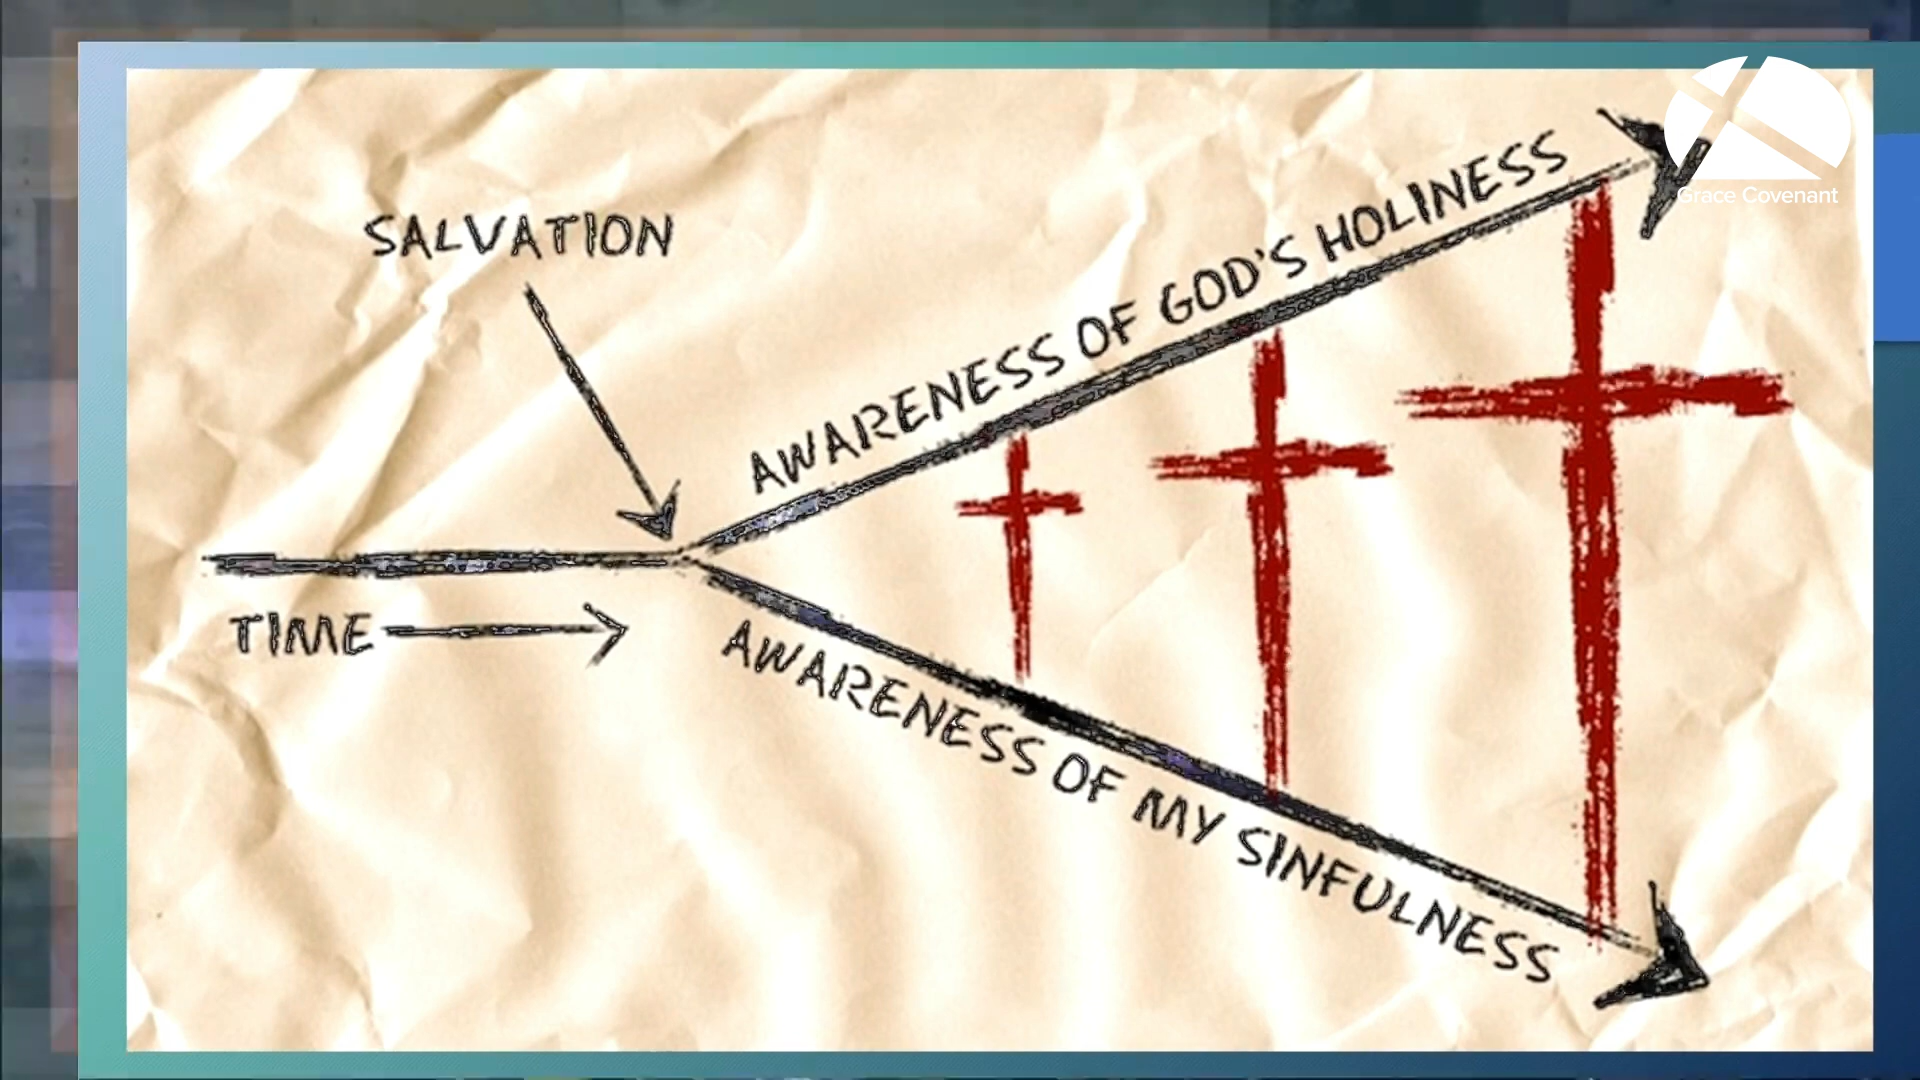 Grace Covenant
SALVATION
AWARENESS OF GOD'S HOLINESS
TIME
AWARENESS OF MY SINFULNESS